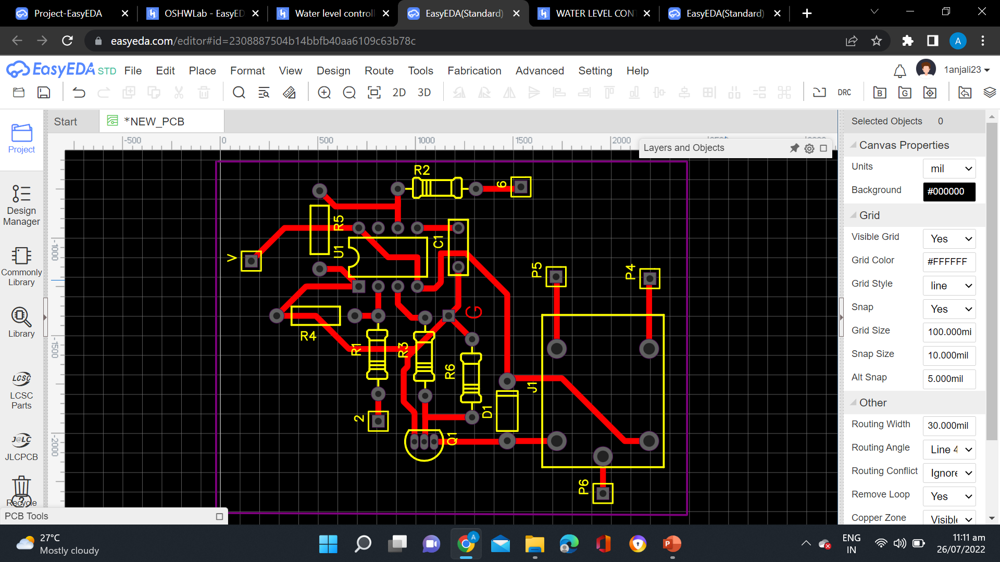 Project-EasyEDA
OSHWLab - EasyED
Water level controll
EasyEDA(Standard)
WATER LEVEL CONT
EasyEDA(Standard)
easyeda.com/editor#id=2308887504b14bbfb40aa6109c63b78c
A
EasyEDA STD File Edit Place Format View Design Route Tools Fabrication Advanced Setting Help
1anjali23
2D 3D DRC B G
Start
*NEW_PCB
Project
Design Manager
Commonly Library
Library
LCSC
LCSC Parts
J@LC
JLCPCB
Recycle
PCB Tools
-500 0 500 1000 1500 2000
-1000
-1500
-2000
Layers and Objects
R2
6
R5
V
U1
C1
P5
P4
G
R4
R1
R3
R6
J1
D1
2
Q1
P6
Selected Objects 0
Canvas Properties
Units mil
Background #000000
Grid
Visible Grid Yes
Grid Color #FFFFFF
Grid Style line
Snap Yes
Grid Size 100.000mi
Snap Size 10.000mil
Alt Snap 5.000mil
Other
Routing Width 30.000mil
Routing Angle Line 4
Routing Conflict Ignore
Remove Loop Yes
Copper Zone Visible
27°C
Mostly cloudy
A
P
ENG
IN
11:11 am
26/07/2022